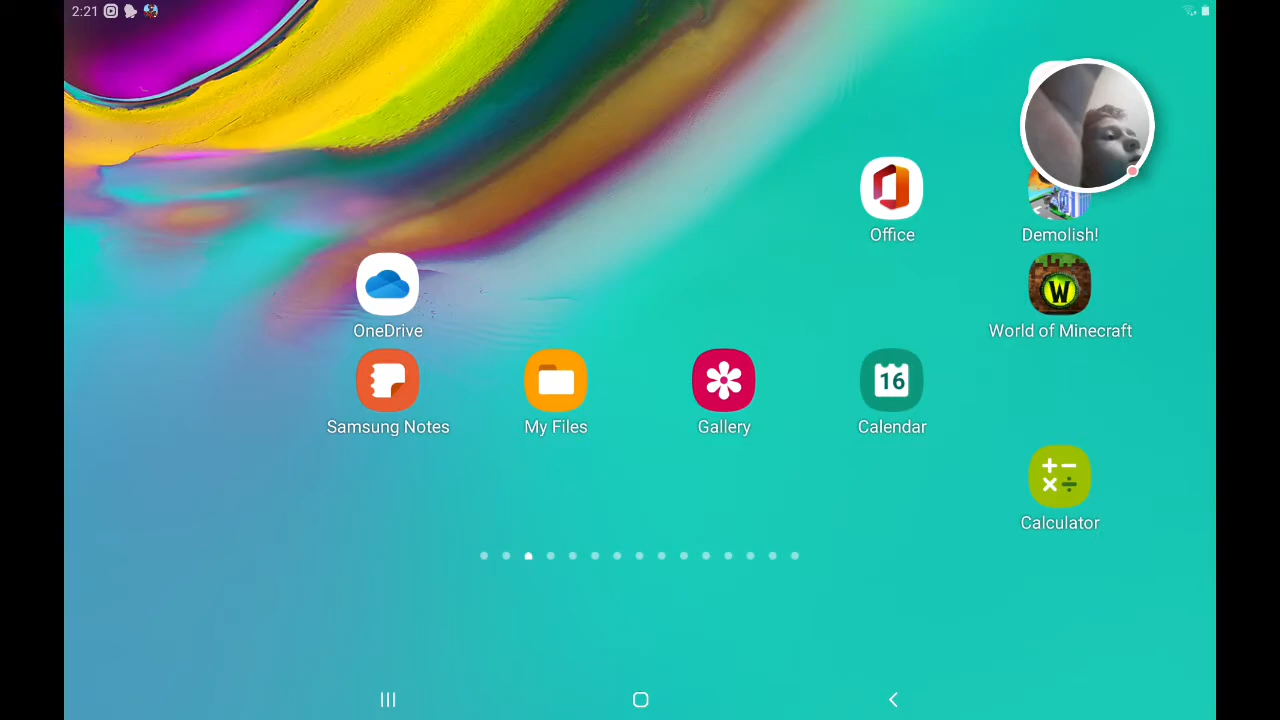 2:21
Office
Demolish!
W
OneDrive
World of Minecraft
16
Samsung Notes
My Files
Gallery
Calendar
Calculator